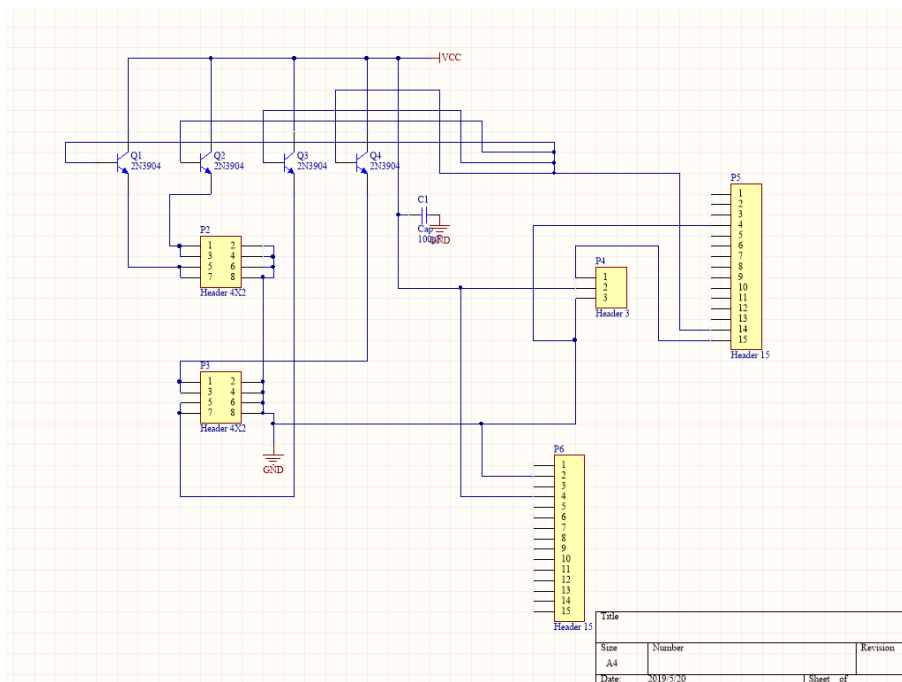 VCC
Q1
2N3904
Q2
2N3904
Q3
2N3904
Q4
2N3904
C1
Cap
GND
P5
1
2
3
4
5
6
7
8
9
10
11
12
13
14
15
Header 15
P2
1 2
3 4
5 6
7 8
Header 4X2
P4
1
2
3
Header 3
P3
1 2
3 4
5 6
7 8
Header 4X2
GND
P6
1
2
3
4
5
6
7
8
9
10
11
12
13
14
15
Header 15
Title
Size Number Revision
A4
Date: 2019/5/20 Sheet of